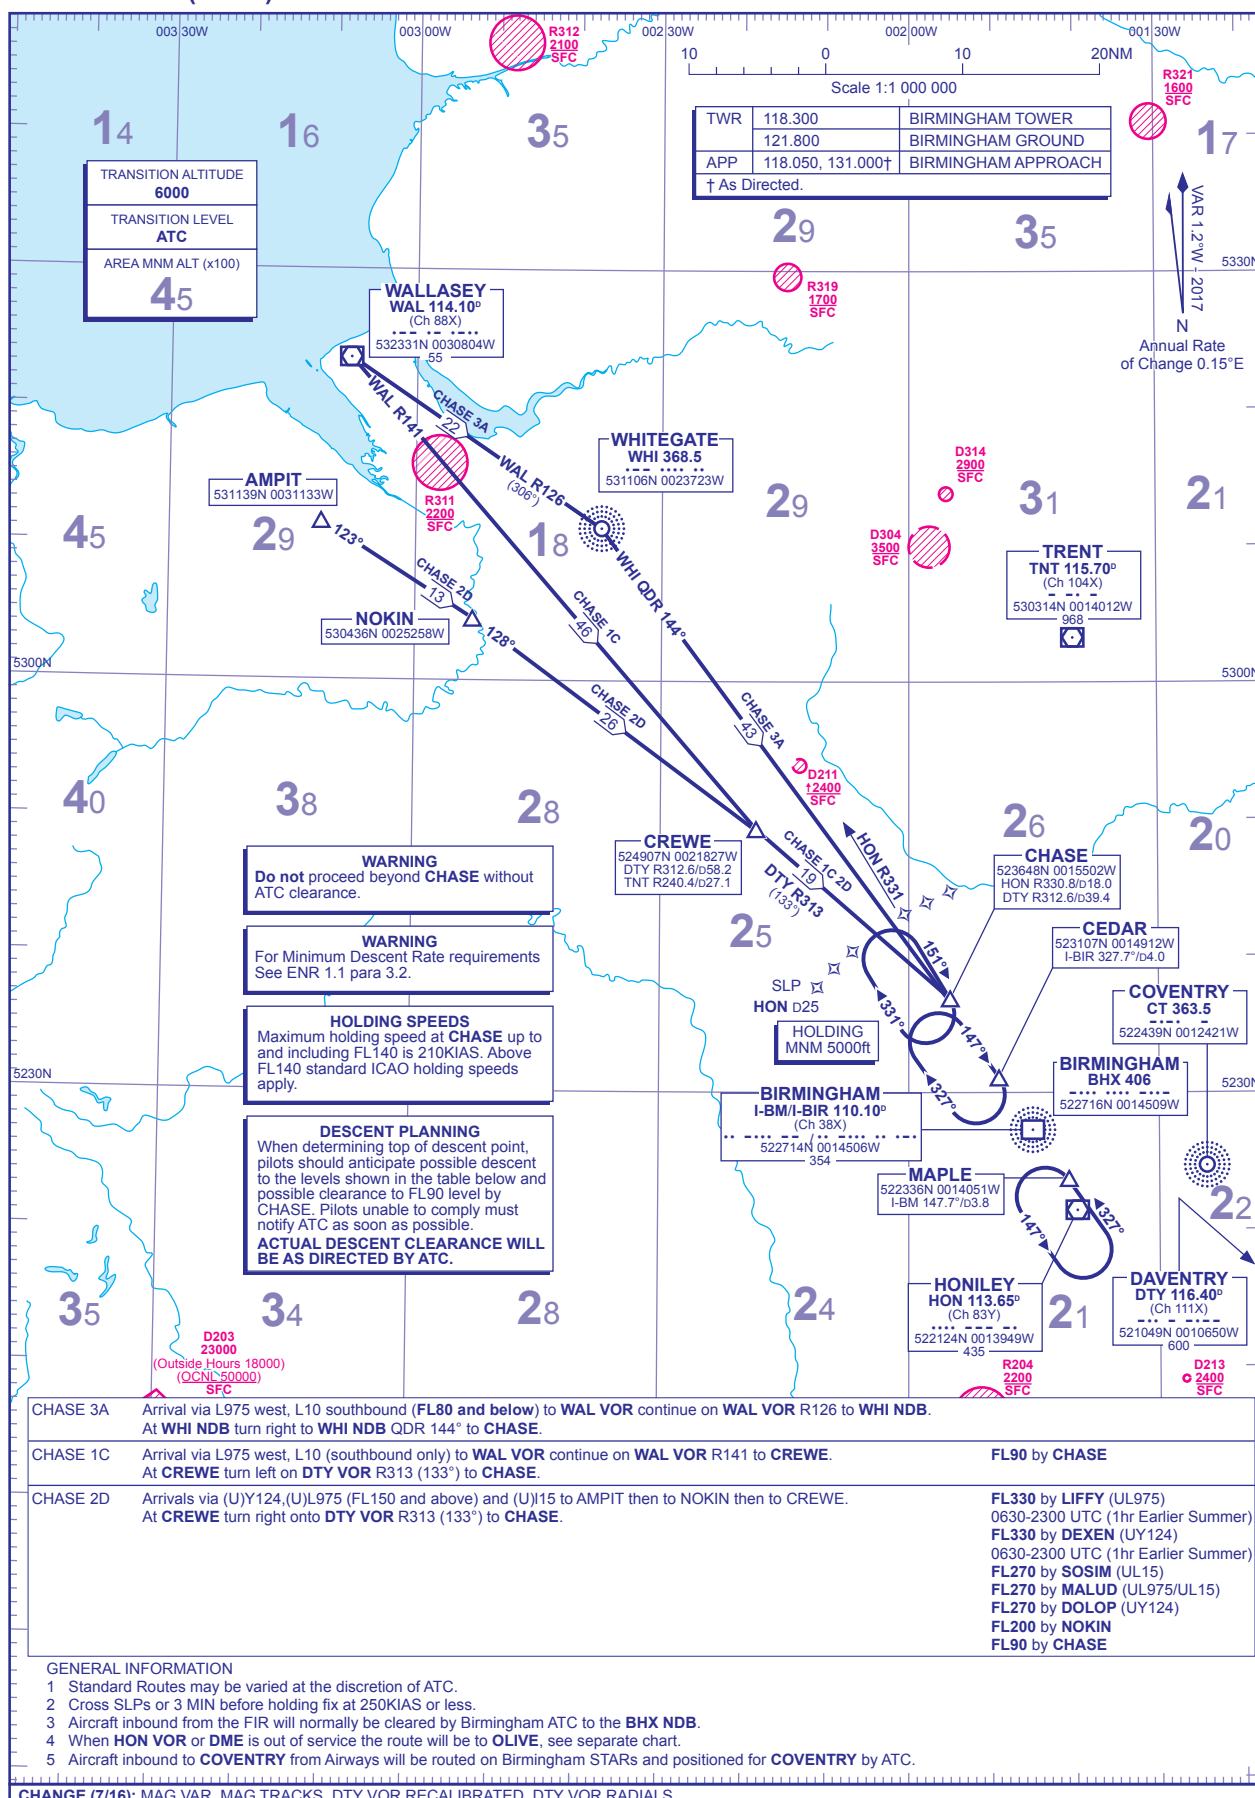 003 30W
003 00W
002 30W
002 00W
001 30W
R312
2100
SFC
10 0 10 20NM
Scale 1:1 000 000
R321
1600
SFC
14
16
35
17
TWR 118.300 BIRMINGHAM TOWER
121.800 BIRMINGHAM GROUND
APP 118.050, 131.000† BIRMINGHAM APPROACH
† As Directed.
TRANSITION ALTITUDE
6000
TRANSITION LEVEL
ATC
AREA MNM ALT (x100)
45
29
35
VAR 1.2°W - 2017
N
Annual Rate
of Change 0.15°E
5330N
R319
1700
SFC
WALLASEY
WAL 114.10ᴰ
(Ch 88X)
532331N 0030804W
55
WAL R141
CHASE 3A
22
WAL R126
(306°)
WHITEGATE
WHI 368.5
531106N 0023723W
AMPIT
531139N 0031133W
R311
2200
SFC
D314
2900
SFC
D304
3500
SFC
45
29
18
29
31
21
TRENT
TNT 115.70ᴰ
(Ch 104X)
530314N 0014012W
968
123°
CHASE 2D
13
NOKIN
530436N 0025258W
128°
CHASE 1C
46
WHI QDR 144°
5300N
5300N
CHASE 2D
26
CHASE 3A
43
D211
†2400
SFC
40
38
28
26
20
CREWE
524907N 0021827W
DTY R312.6/D58.2
TNT R240.4/D27.1
CHASE 1C 2D
19
DTY R313
(133°)
HON R331
CHASE
523648N 0015502W
HON R330.8/D18.0
DTY R312.6/D39.4
WARNING
Do not proceed beyond CHASE without
ATC clearance.
WARNING
For Minimum Descent Rate requirements
See ENR 1.1 para 3.2.
25
CEDAR
523107N 0014912W
I-BIR 327.7°/D4.0
151°
SLP
HON D25
331°
147°
327°
HOLDING
MNM 5000ft
COVENTRY
CT 363.5
522439N 0012421W
HOLDING SPEEDS
Maximum holding speed at CHASE up to
and including FL140 is 210KIAS. Above
FL140 standard ICAO holding speeds
apply.
5230N
5230N
BIRMINGHAM
BHX 406
522716N 0014509W
BIRMINGHAM
I-BM/I-BIR 110.10ᴰ
(Ch 38X)
522714N 0014506W
354
DESCENT PLANNING
When determining top of descent point,
pilots should anticipate possible descent
to the levels shown in the table below and
possible clearance to FL90 level by
CHASE. Pilots unable to comply must
notify ATC as soon as possible.
ACTUAL DESCENT CLEARANCE WILL
BE AS DIRECTED BY ATC.
MAPLE
522336N 0014051W
I-BM 147.7°/D3.8
22
147°
327°
HONILEY
HON 113.65ᴰ
(Ch 83Y)
522124N 0013949W
435
DAVENTRY
DTY 116.40ᴰ
(Ch 111X)
521049N 0010650W
600
35
34
28
24
21
D203
23000
(Outside Hours 18000)
(OCNL 50000)
SFC
R204
2200
SFC
D213
2400
SFC
CHASE 3A Arrival via L975 west, L10 southbound (FL80 and below) to WAL VOR continue on WAL VOR R126 to WHI NDB.
At WHI NDB turn right to WHI NDB QDR 144° to CHASE.
CHASE 1C Arrival via L975 west, L10 (southbound only) to WAL VOR continue on WAL VOR R141 to CREWE. FL90 by CHASE
At CREWE turn left on DTY VOR R313 (133°) to CHASE.
CHASE 2D Arrivals via (U)Y124,(U)L975 (FL150 and above) and (U)l15 to AMPIT then to NOKIN then to CREWE. FL330 by LIFFY (UL975)
At CREWE turn right onto DTY VOR R313 (133°) to CHASE. 0630-2300 UTC (1hr Earlier Summer)
FL330 by DEXEN (UY124)
0630-2300 UTC (1hr Earlier Summer)
FL270 by SOSIM (UL15)
FL270 by MALUD (UL975/UL15)
FL270 by DOLOP (UY124)
FL200 by NOKIN
FL90 by CHASE
GENERAL INFORMATION
1 Standard Routes may be varied at the discretion of ATC.
2 Cross SLPs or 3 MIN before holding fix at 250KIAS or less.
3 Aircraft inbound from the FIR will normally be cleared by Birmingham ATC to the BHX NDB.
4 When HON VOR or DME is out of service the route will be to OLIVE, see separate chart.
5 Aircraft inbound to COVENTRY from Airways will be routed on Birmingham STARs and positioned for COVENTRY by ATC.
CHANGE (7/16): MAG VAR. MAG TRACKS. DTY VOR RECALIBRATED. DTY VOR RADIALS.